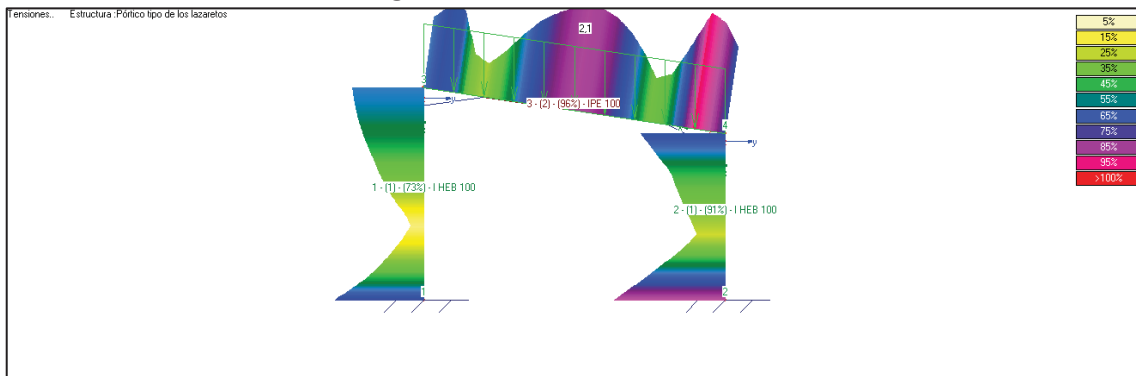 Tensiones.. Estructura :Pórtico tipo de los lazaretos
5%
15%
25%
35%
45%
55%
65%
75%
85%
95%
>100%
2,1
3
y
3 - (2) - (96%) - IPE 100
4
y
1 - (1) - (73%) - I HEB 100
2 - (1) - (91%) - I HEB 100
1
2